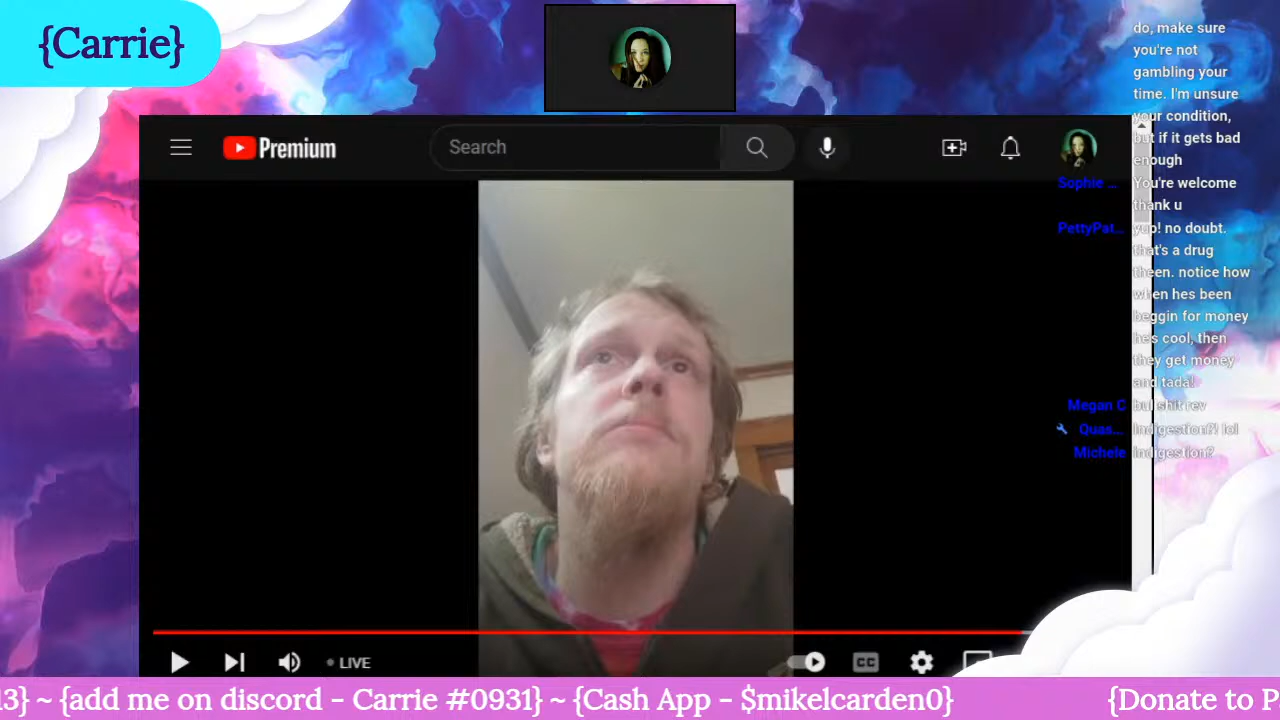 {Carrie}
Premium
Search
do, make sure
you're not
gambling your
time. I'm unsure
your condition,
but if it gets bad
enough
Sophie ... You're welcome
thank u
PettyPat... yup! no doubt.
that's a drug
theen. notice how
when hes been
beggin for money
he's cool, then
they get money
and tada!
Megan C bul shit rev
Quas... Indigestion?! lol
Michele Indigestion?
LIVE
CC
13} ~ {add me on discord - Carrie #0931} ~ {Cash App - $mikelcarden0} {Donate to P